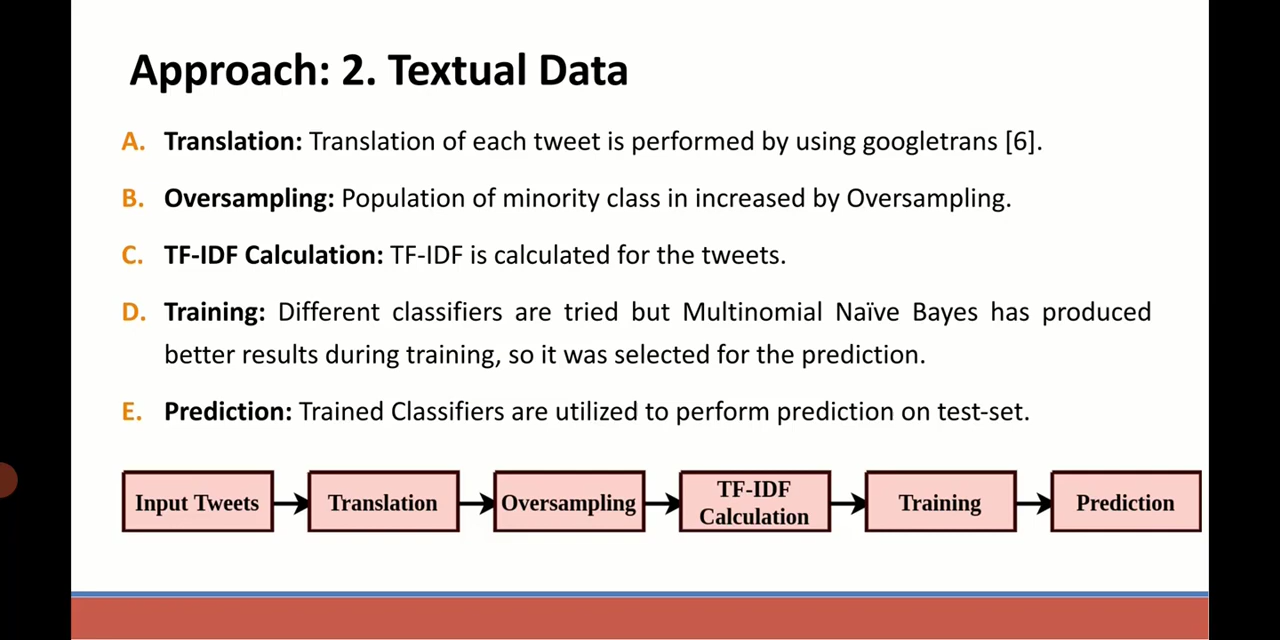 Approach: 2. Textual Data
A. Translation: Translation of each tweet is performed by using googletrans [6].
B. Oversampling: Population of minority class in increased by Oversampling.
C. TF-IDF Calculation: TF-IDF is calculated for the tweets.
D. Training: Different classifiers are tried but Multinomial Naïve Bayes has produced
better results during training, so it was selected for the prediction.
E. Prediction: Trained Classifiers are utilized to perform prediction on test-set.
Input Tweets
Translation
Oversampling
TF-IDF
Calculation
Training
Prediction